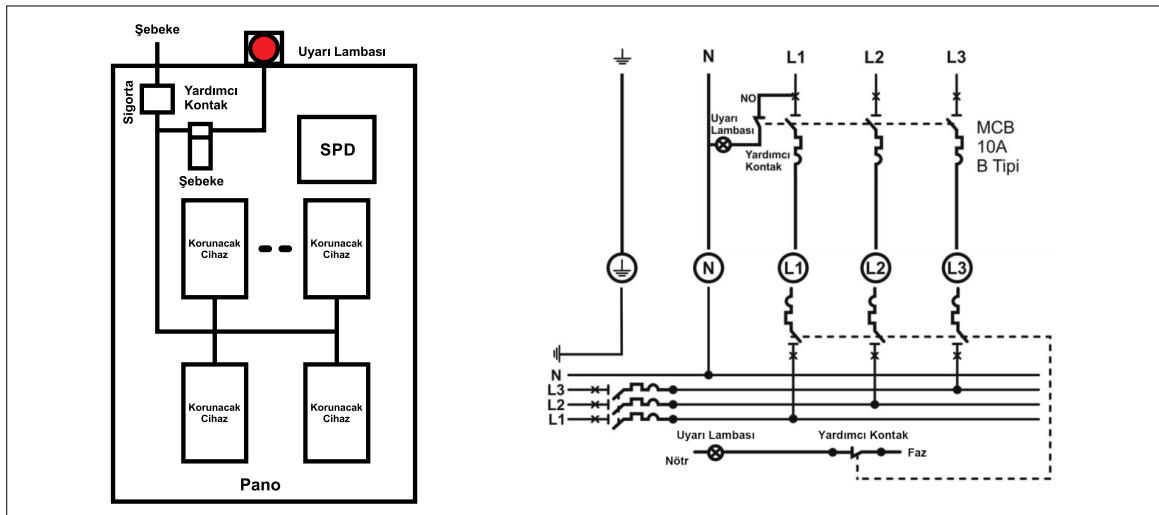 Şebeke
Uyarı Lambası
Sigorta
Yardımcı
Kontak
SPD
Şebeke
Korunacak
Cihaz
Korunacak
Cihaz
Korunacak
Cihaz
Korunacak
Cihaz
Pano
N
L1
L2
L3
NO
Uyarı
Lambası
Yardımcı
Kontak
MCB
10A
B Tipi
N
L1
L2
L3
N
L3
L2
L1
Uyarı Lambası
Yardımcı Kontak
Nötr
Faz